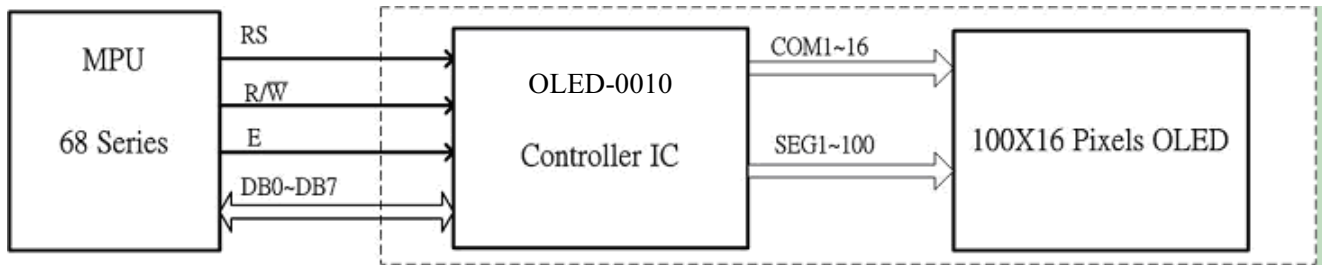 MPU
68 Series
RS
R/W̅
E
DB0~DB7
OLED-0010
Controller IC
COM1~16
SEG1~100
100X16 Pixels OLED